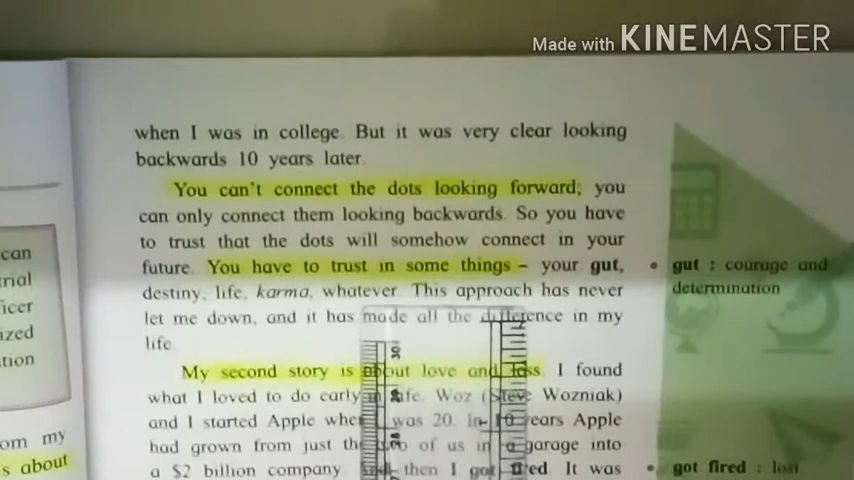 Made with KINEMASTER
when I was in college. But it was very clear looking
backwards 10 years later.
You can't connect the dots looking forward; you
can only connect them looking backwards. So you have
to trust that the dots will somehow connect in your
future. You have to trust in some things – your gut,
destiny, life, karma, whatever. This approach has never
let me down, and it has made all the difference in my
life.
My second story is about love and loss. I found
what I loved to do early in life. Woz (Steve Wozniak)
and I started Apple when I was 20. In 10 years Apple
had grown from just the two of us in a garage into
a $2 billion company. And then I got fired. It was
• gut : courage and
determination
• got fired : lost
can
rial
ficer
ized
tion
om my
s about
30
29
28